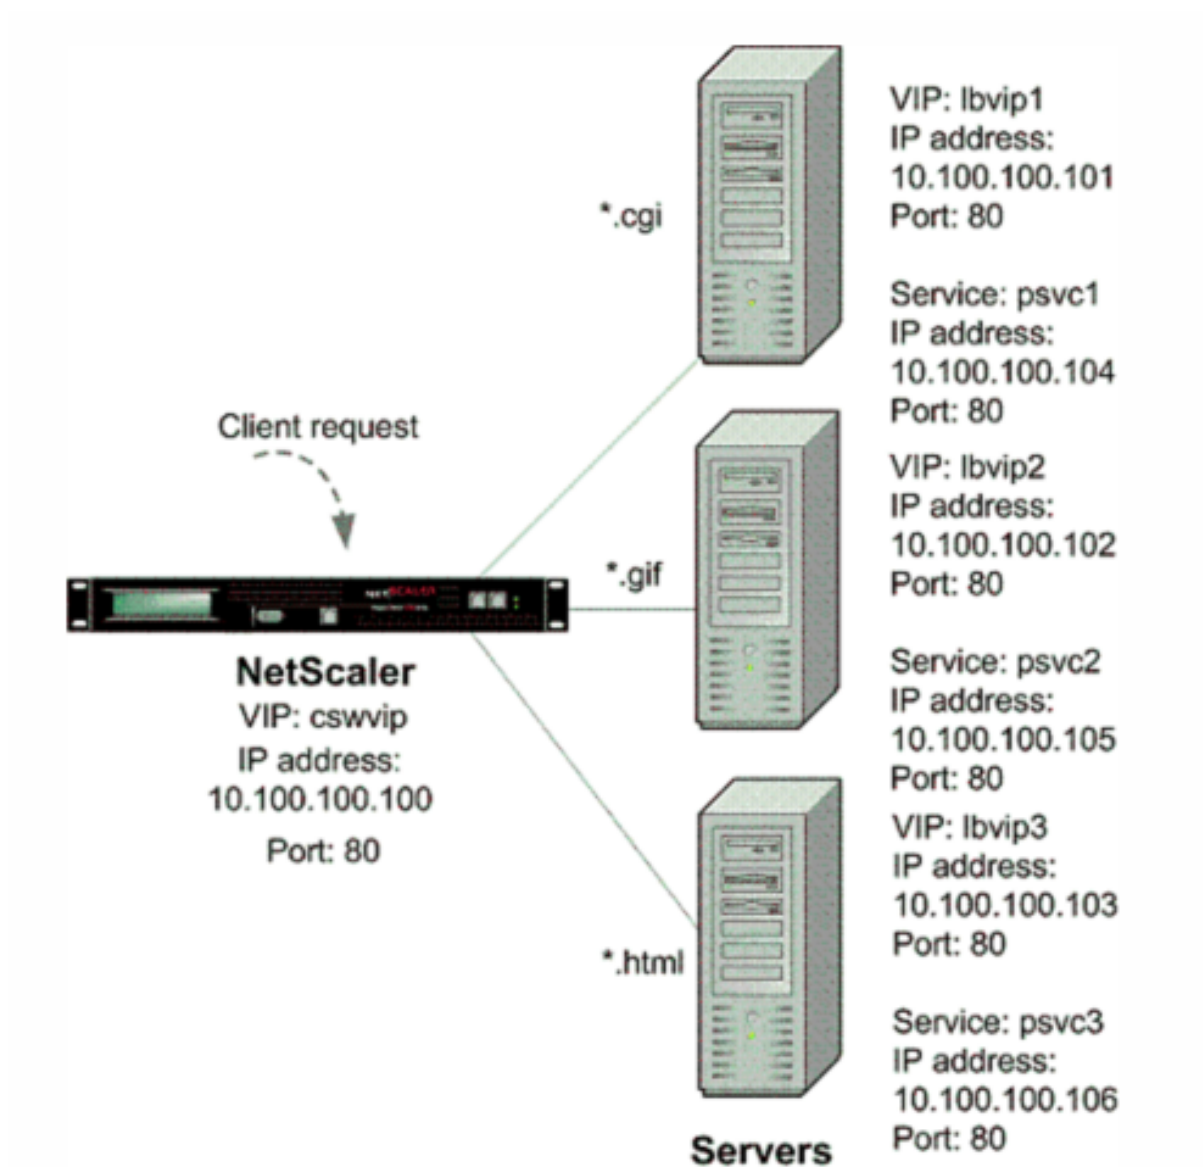 VIP: lbvip1
IP address:
10.100.100.101
Port: 80
*.cgi
Service: psvc1
IP address:
10.100.100.104
Port: 80
Client request
VIP: lbvip2
IP address:
10.100.100.102
Port: 80
*.gif
NETSCALER
NetScaler
VIP: cswvip
IP address:
10.100.100.100
Port: 80
Service: psvc2
IP address:
10.100.100.105
Port: 80
VIP: lbvip3
IP address:
10.100.100.103
Port: 80
*.html
Service: psvc3
IP address:
10.100.100.106
Port: 80
Servers